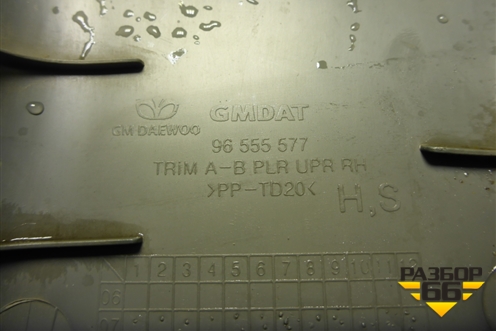 GM DAEWOO
GMDAT
96 555 577
TRIM A-B PLR UPR RH
>PP-TD20<
H,S
1 2 3 4 5 6 7 8 9 10 11 12
06
07
РАЗБОР
66